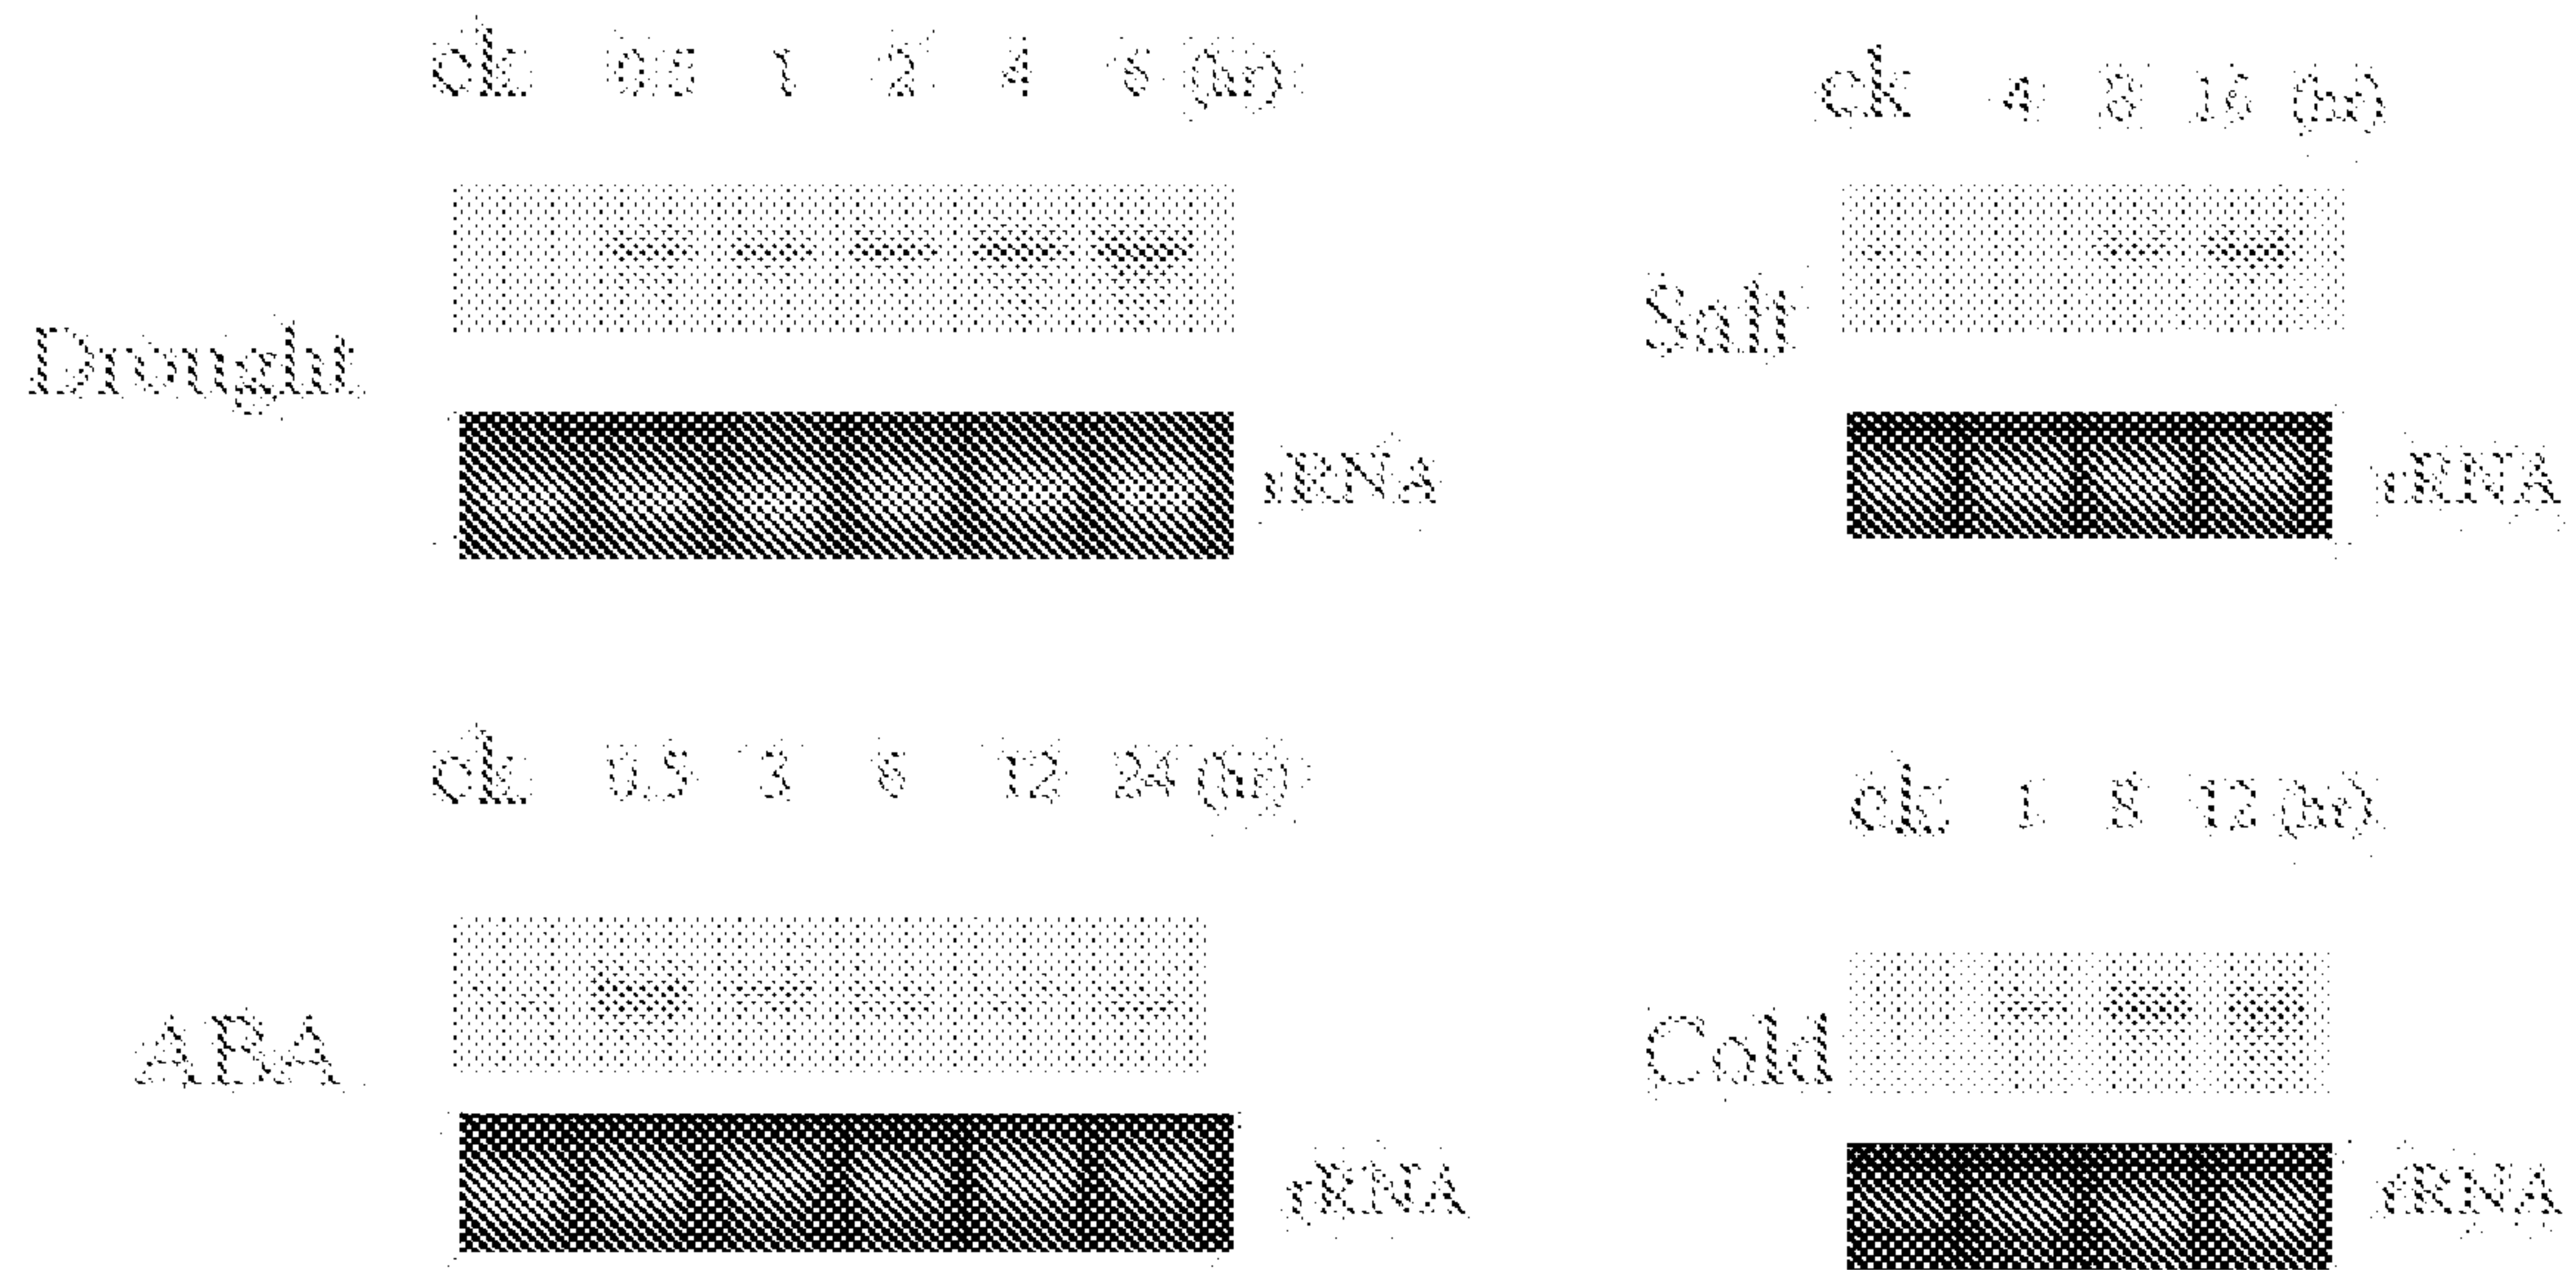 ck 0.5 1 2 4 6 (hr)
Drought
rRNA
ck 4 8 16 (hr)
Salt
rRNA
ck 0.5 3 6 12 24 (hr)
ABA
rRNA
ck 1 8 12 (hr)
Cold
rRNA